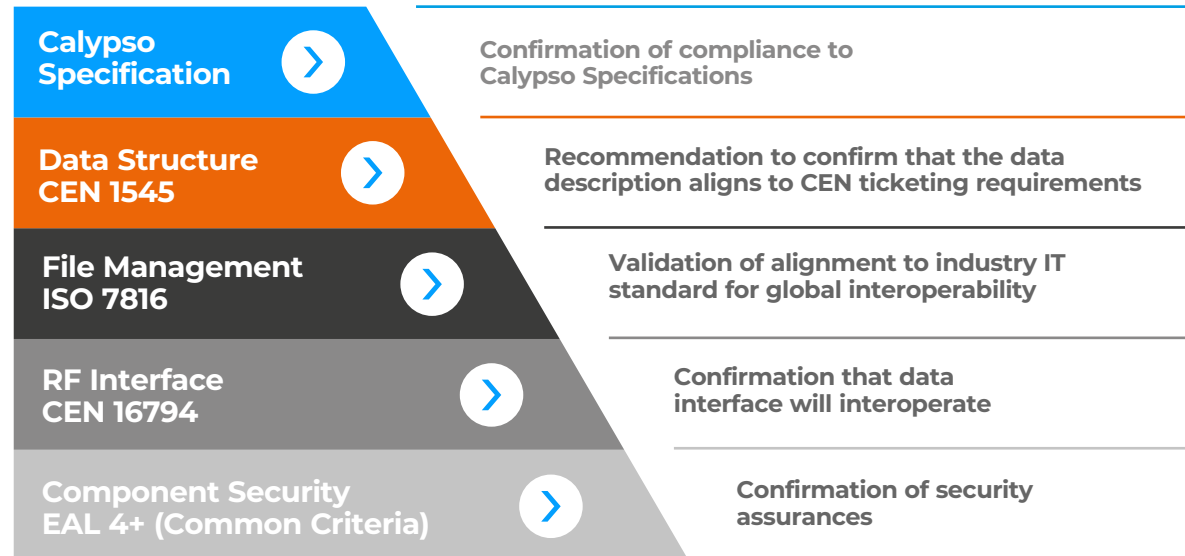 Calypso
Specification
Confirmation of compliance to
Calypso Specifications
Data Structure
CEN 1545
Recommendation to confirm that the data
description aligns to CEN ticketing requirements
File Management
ISO 7816
Validation of alignment to industry IT
standard for global interoperability
RF Interface
CEN 16794
Confirmation that data
interface will interoperate
Component Security
EAL 4+ (Common Criteria)
Confirmation of security
assurances